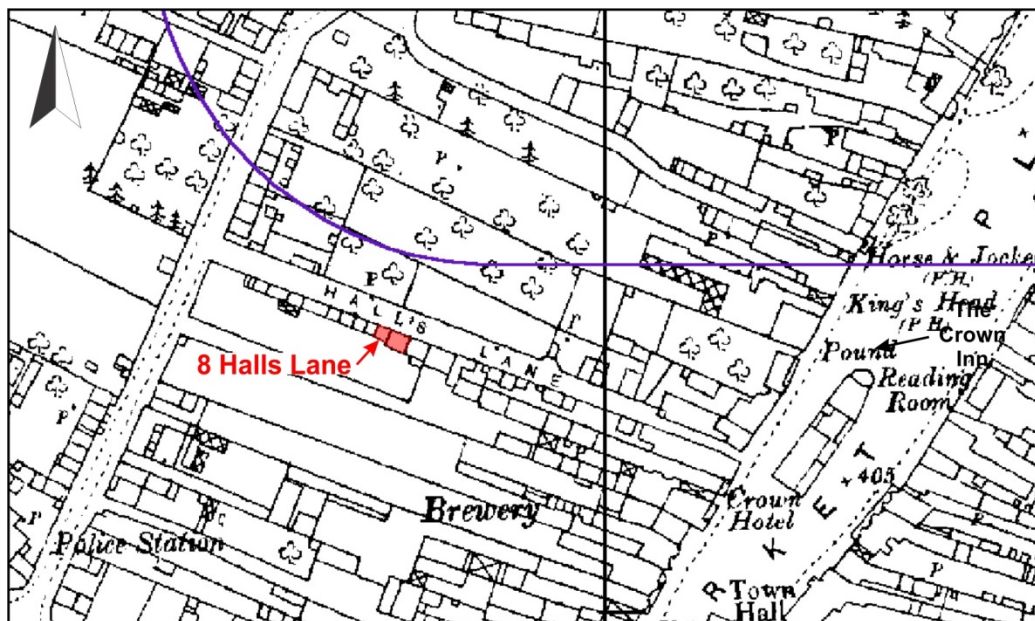 Horse & Jockey
(P.H.)
King's Head
(P.H.)
The
Crown
Inn
Pound
Reading
Room
HALL'S
LANE
8 Halls Lane
+ 405
Crown
Hotel
Brewery
Police Station
Town
Hall
R K E T
P L
P
P
P
P
P
P
P